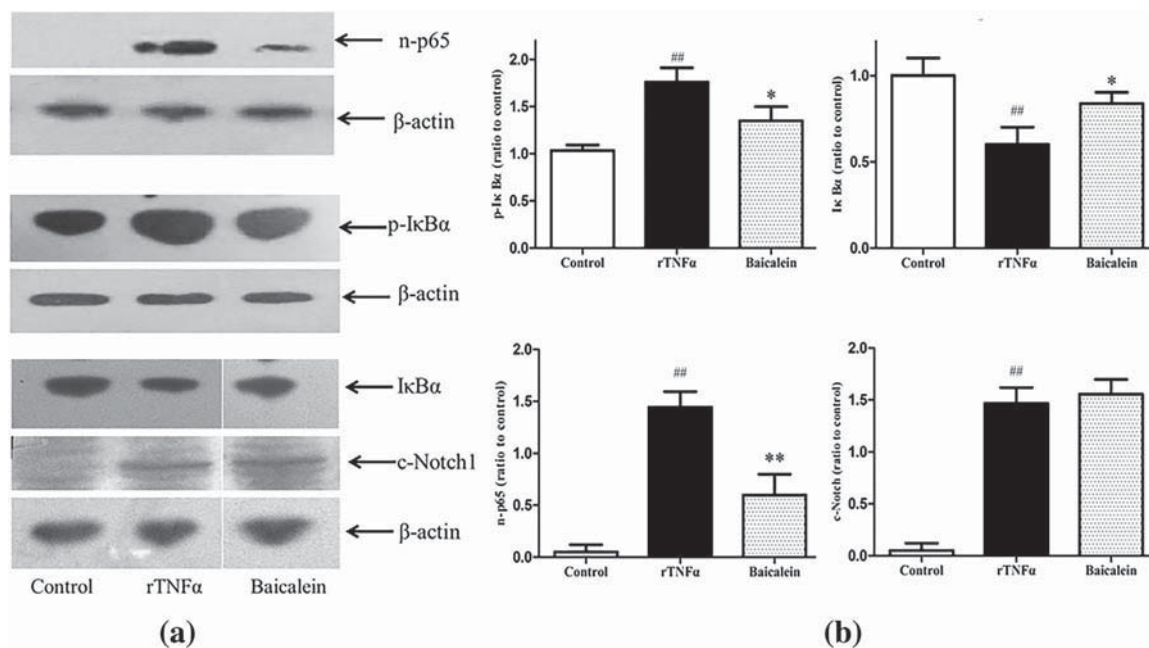 n-p65
β-actin
p-IκBα
β-actin
IκBα
c-Notch1
β-actin
Control rTNFα Baicalein
(a)
p-Iκ Bα (ratio to control)
2.0
1.5
1.0
0.5
0.0
##
*
Control rTNFα Baicalein
Iκ Bα (ratio to control)
1.0
0.5
0.0
##
*
Control rTNFα Baicalein
n-p65 (ratio to control)
2.0
1.5
1.0
0.5
0.0
##
**
Control rTNFα Baicalein
c-Notch (ratio to control)
2.0
1.5
1.0
0.5
0.0
##
Control rTNFα Baicalein
(b)